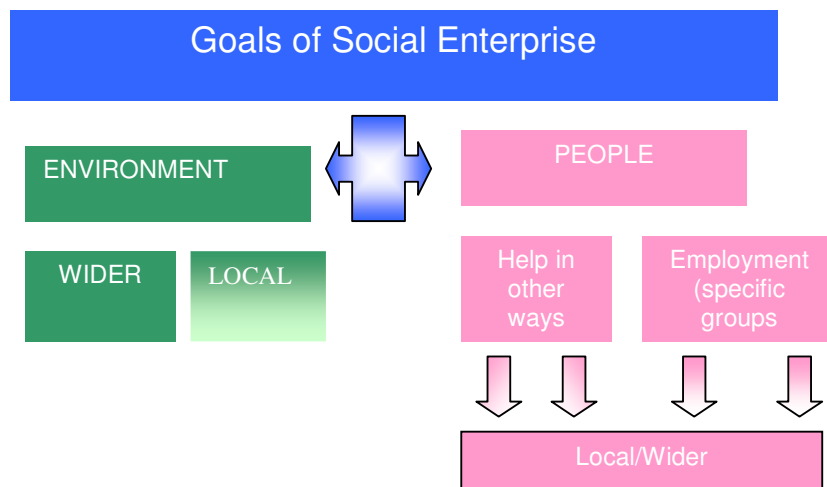 Goals of Social Enterprise
ENVIRONMENT
PEOPLE
WIDER
LOCAL
Help in
other
ways
Employment
(specific
groups
Local/Wider